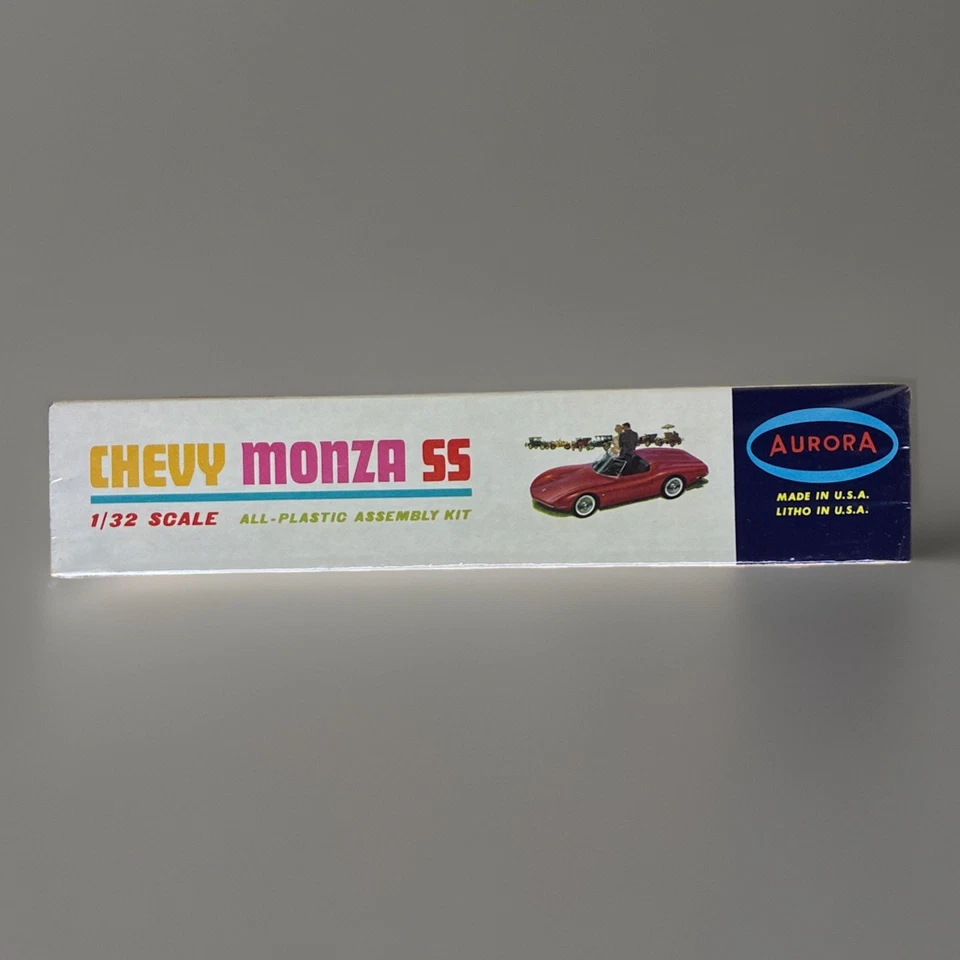 CHEVY MONZA SS
1/32 SCALE ALL-PLASTIC ASSEMBLY KIT
AURORA
MADE IN U.S.A.
LITHO IN U.S.A.